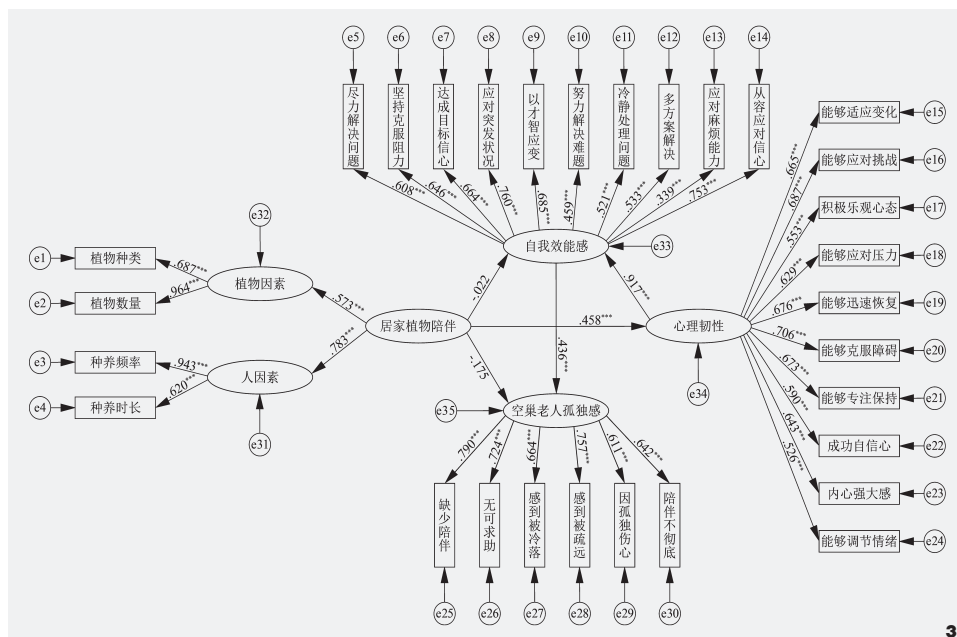 e5 e6 e7 e8 e9 e10 e11 e12 e13 e14
尽力解决问题
坚持克服阻力
达成目标信心
应对突发状况
以才智应变
努力解决难题
冷静处理问题
多方案解决
应对麻烦能力
从容应对信心
.608*** .646*** .664*** .760*** .685*** .459*** .521*** .533*** .339*** .753***
自我效能感
e33
e32
e1
植物种类
.687***
e2
植物数量
.964***
植物因素
.573***
e3
种养频率
.943***
e4
种养时长
.620***
人因素
.783***
e31
居家植物陪伴
-.022
.458***
-.175
.436***
.917***
心理韧性
e34
e35
空巢老人孤独感
.665***
能够适应变化
e15
.687***
能够应对挑战
e16
.553***
积极乐观心态
e17
.629***
能够应对压力
e18
.676***
能够迅速恢复
e19
.706***
能够克服障碍
e20
.673***
能够专注保持
e21
.590***
成功自信心
e22
.643***
内心强大感
e23
.526***
能够调节情绪
e24
.790*** .724*** .664*** .757*** .611*** .642***
缺少陪伴
无可求助
感到被冷落
感到被疏远
因孤独伤心
陪伴不彻底
e25 e26 e27 e28 e29 e30
3